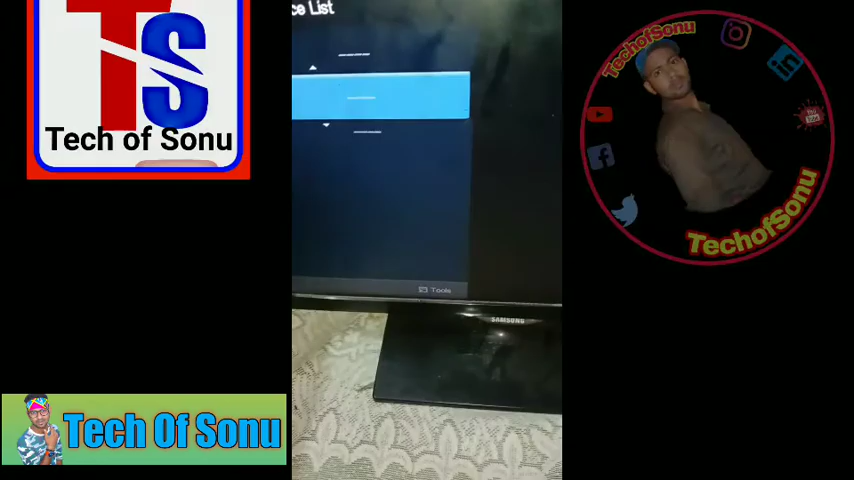 ce List
TS
Tech of Sonu
Tools
SAMSUNG
Tech Of Sonu
TechofSonu
TechofSonu